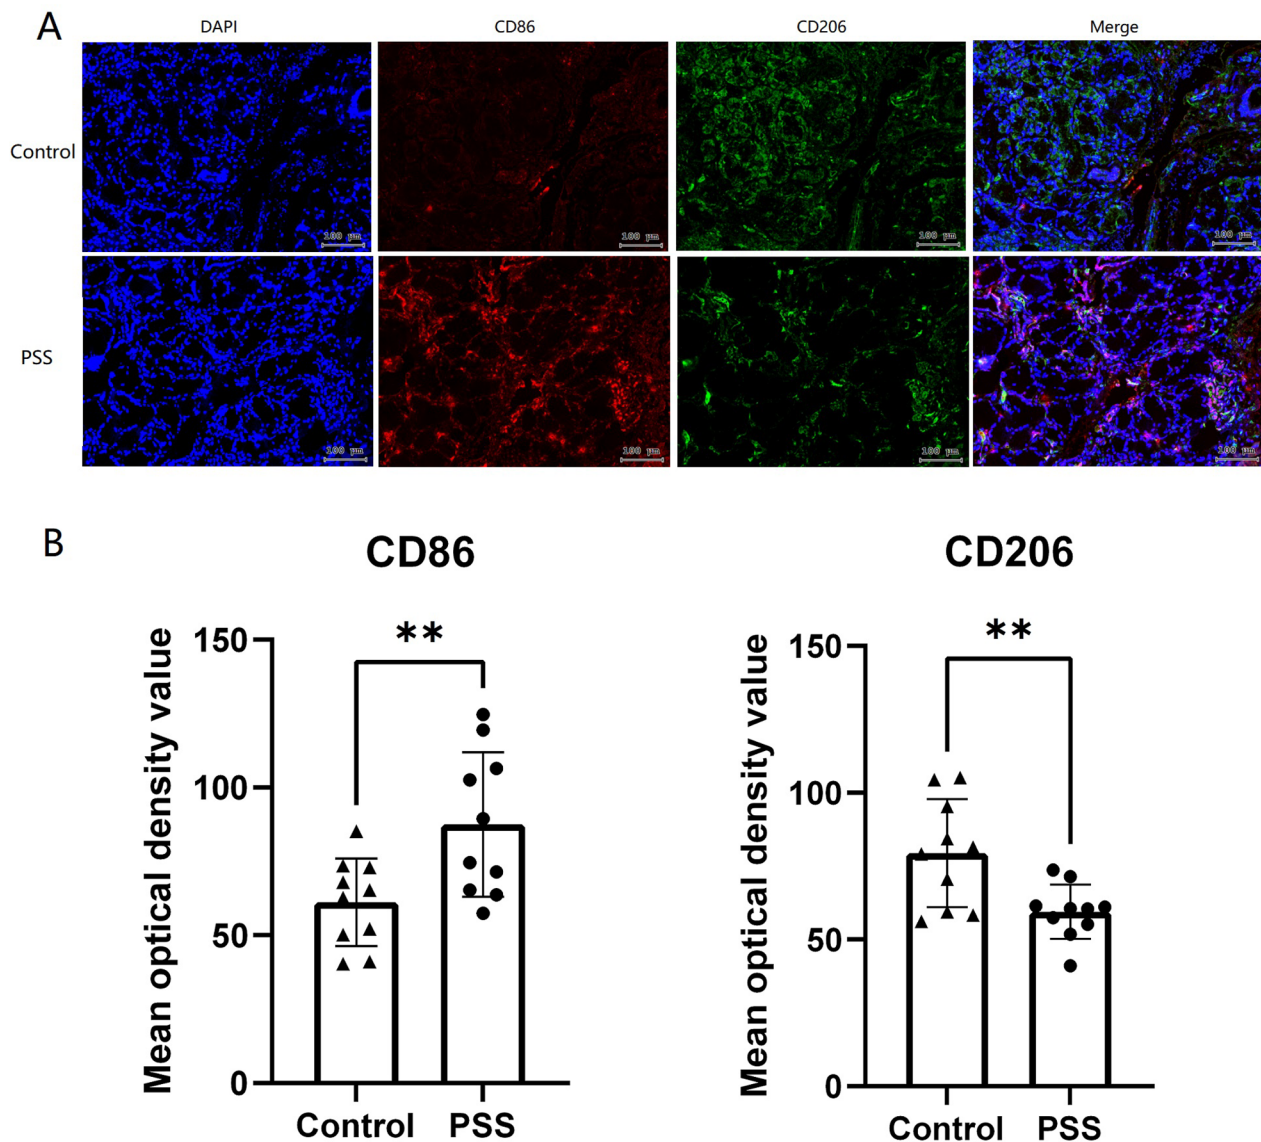 A
DAPI CD86 CD206 Merge
Control
100 μm 100 μm 100 μm 100 μm
PSS
100 μm 100 μm 100 μm 100 μm
B
CD86
Mean optical density value
150
100
50
0
**
Control PSS
CD206
Mean optical density value
150
100
50
0
**
Control PSS